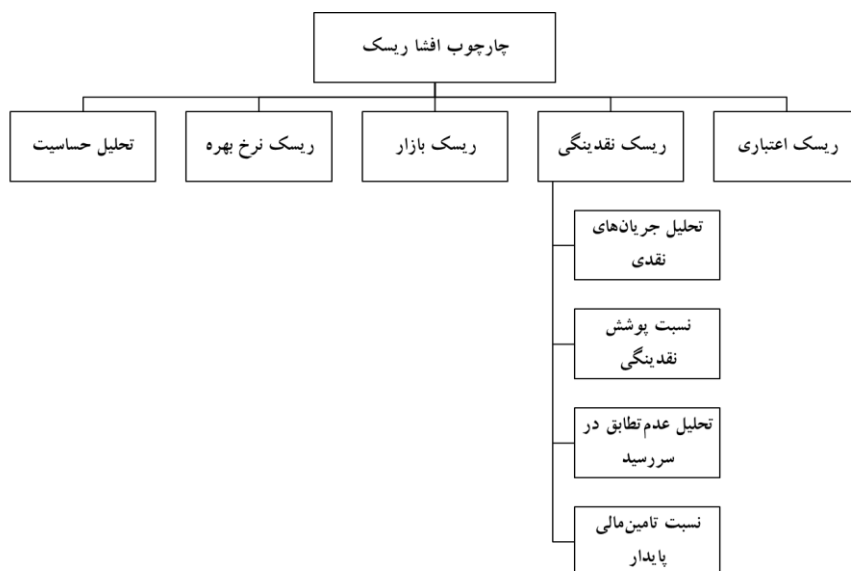 چارچوب افشا ریسک
ریسک اعتباری
ریسک نقدینگی
ریسک بازار
ریسک نرخ بهره
تحلیل حساسیت
تحلیل جریان‌های
نقدی
نسبت پوشش
نقدینگی
تحلیل عدم‌تطابق در
سررسید
نسبت تامین‌مالی
پایدار